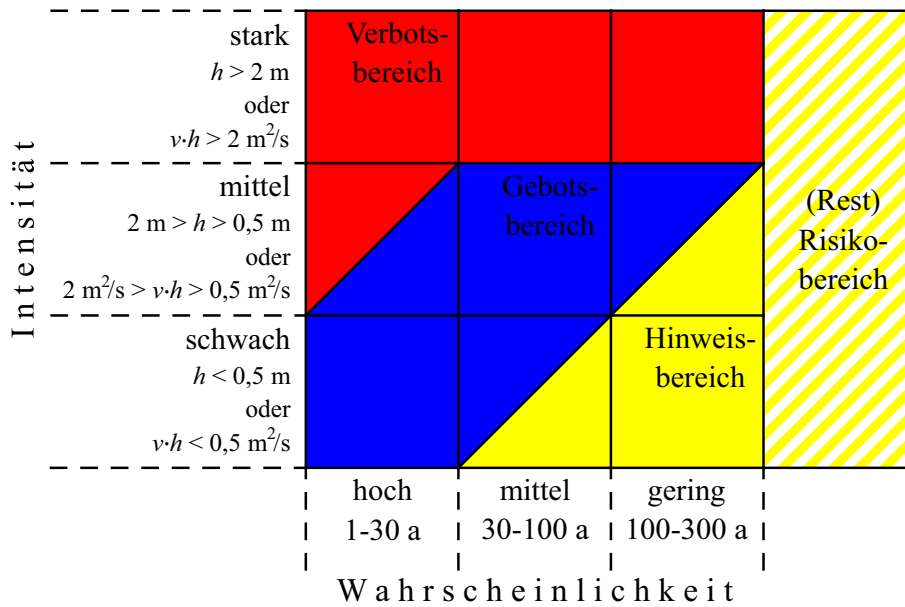 Intensität
stark
h > 2 m
oder
v·h > 2 m²/s
mittel
2 m > h > 0,5 m
oder
2 m²/s > v·h > 0,5 m²/s
schwach
h < 0,5 m
oder
v·h < 0,5 m²/s
Verbots-
bereich
Gebots-
bereich
Hinweis-
bereich
(Rest)
Risiko-
bereich
hoch
1-30 a
mittel
30-100 a
gering
100-300 a
Wahrscheinlichkeit